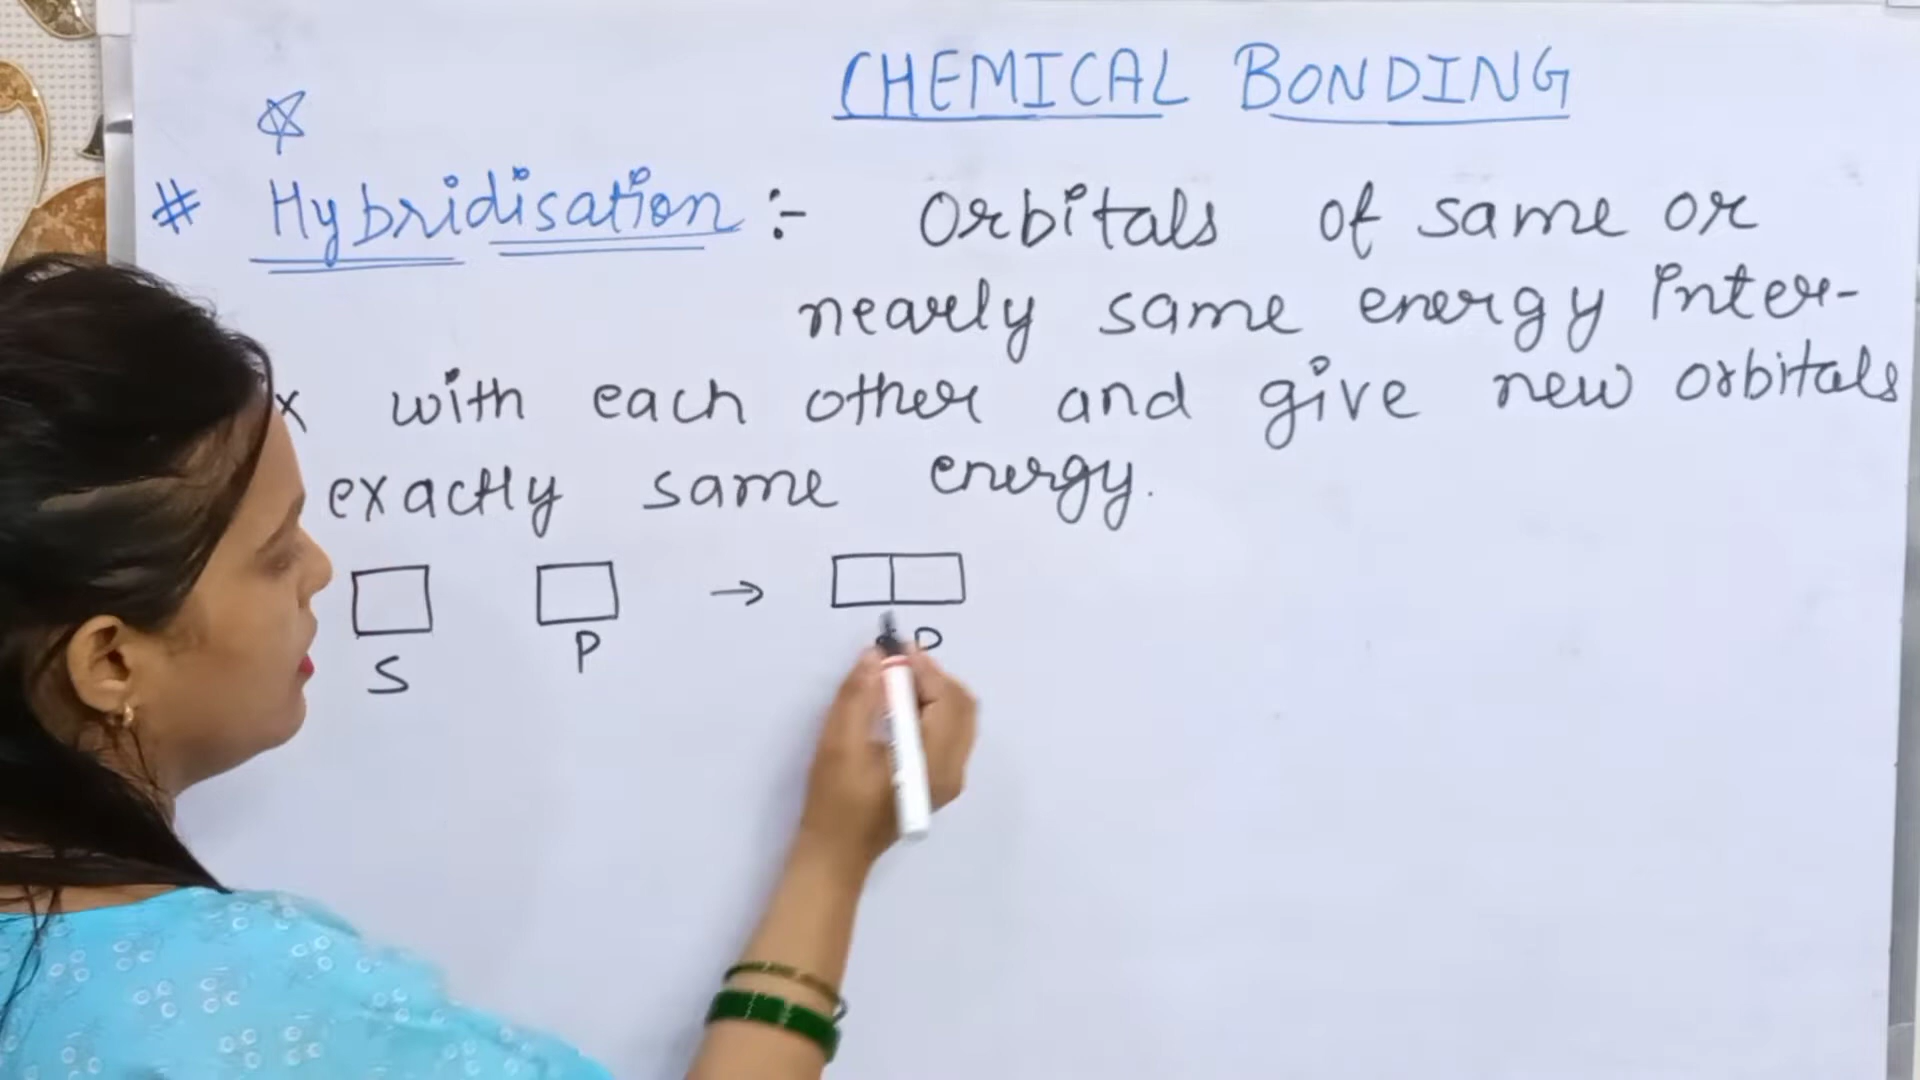 CHEMICAL BONDING
# Hybridisation :- Orbitals of same or
nearly same energy inter-
with each other and give new orbitals
exactly same energy.
S P → P